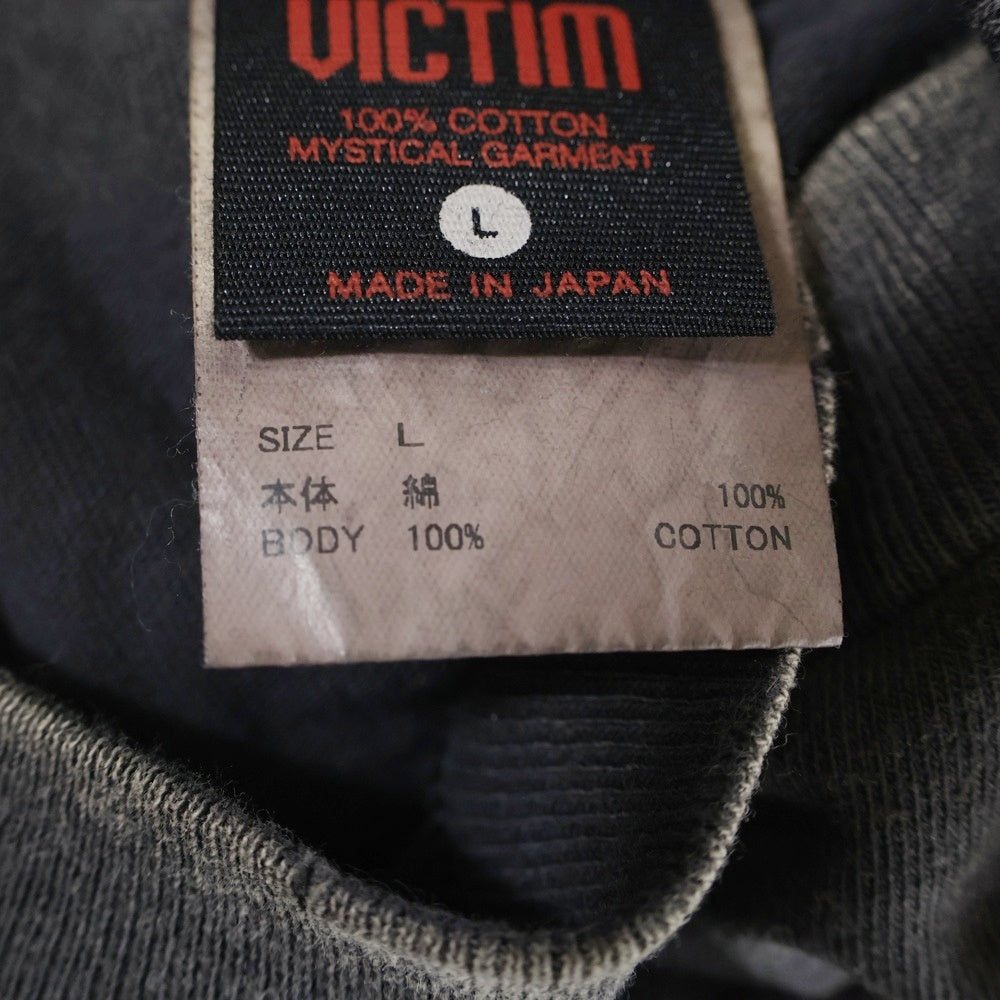 VICTIM
100% COTTON
MYSTICAL GARMENT
L
MADE IN JAPAN
SIZE L
本体 綿 100%
BODY 100% COTTON